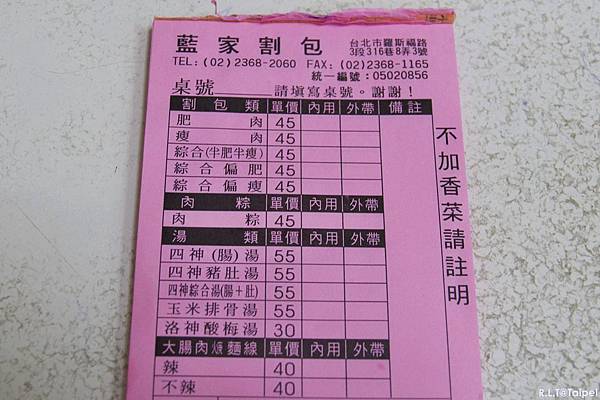 藍家割包
台北市羅斯福路
3段316巷8弄3號
TEL:(02)2368-2060 FAX:(02)2368-1165
統一編號:05020856
桌號 請填寫桌號。謝謝!
割包類 單價 內用 外帶 備註
肥肉 45
瘦肉 45
綜合(半肥半瘦) 45
綜合偏肥 45
綜合偏瘦 45
肉粽 單價 內用 外帶
肉粽 45
湯類 單價 內用 外帶
四神(腸)湯 55
四神豬肚湯 55
四神綜合湯(腸+肚) 55
玉米排骨湯 55
洛神酸梅湯 30
大腸肉焿麵線 單價 內用 外帶
辣 40
不辣 40
不加香菜請註明
R.L.T@Taipei